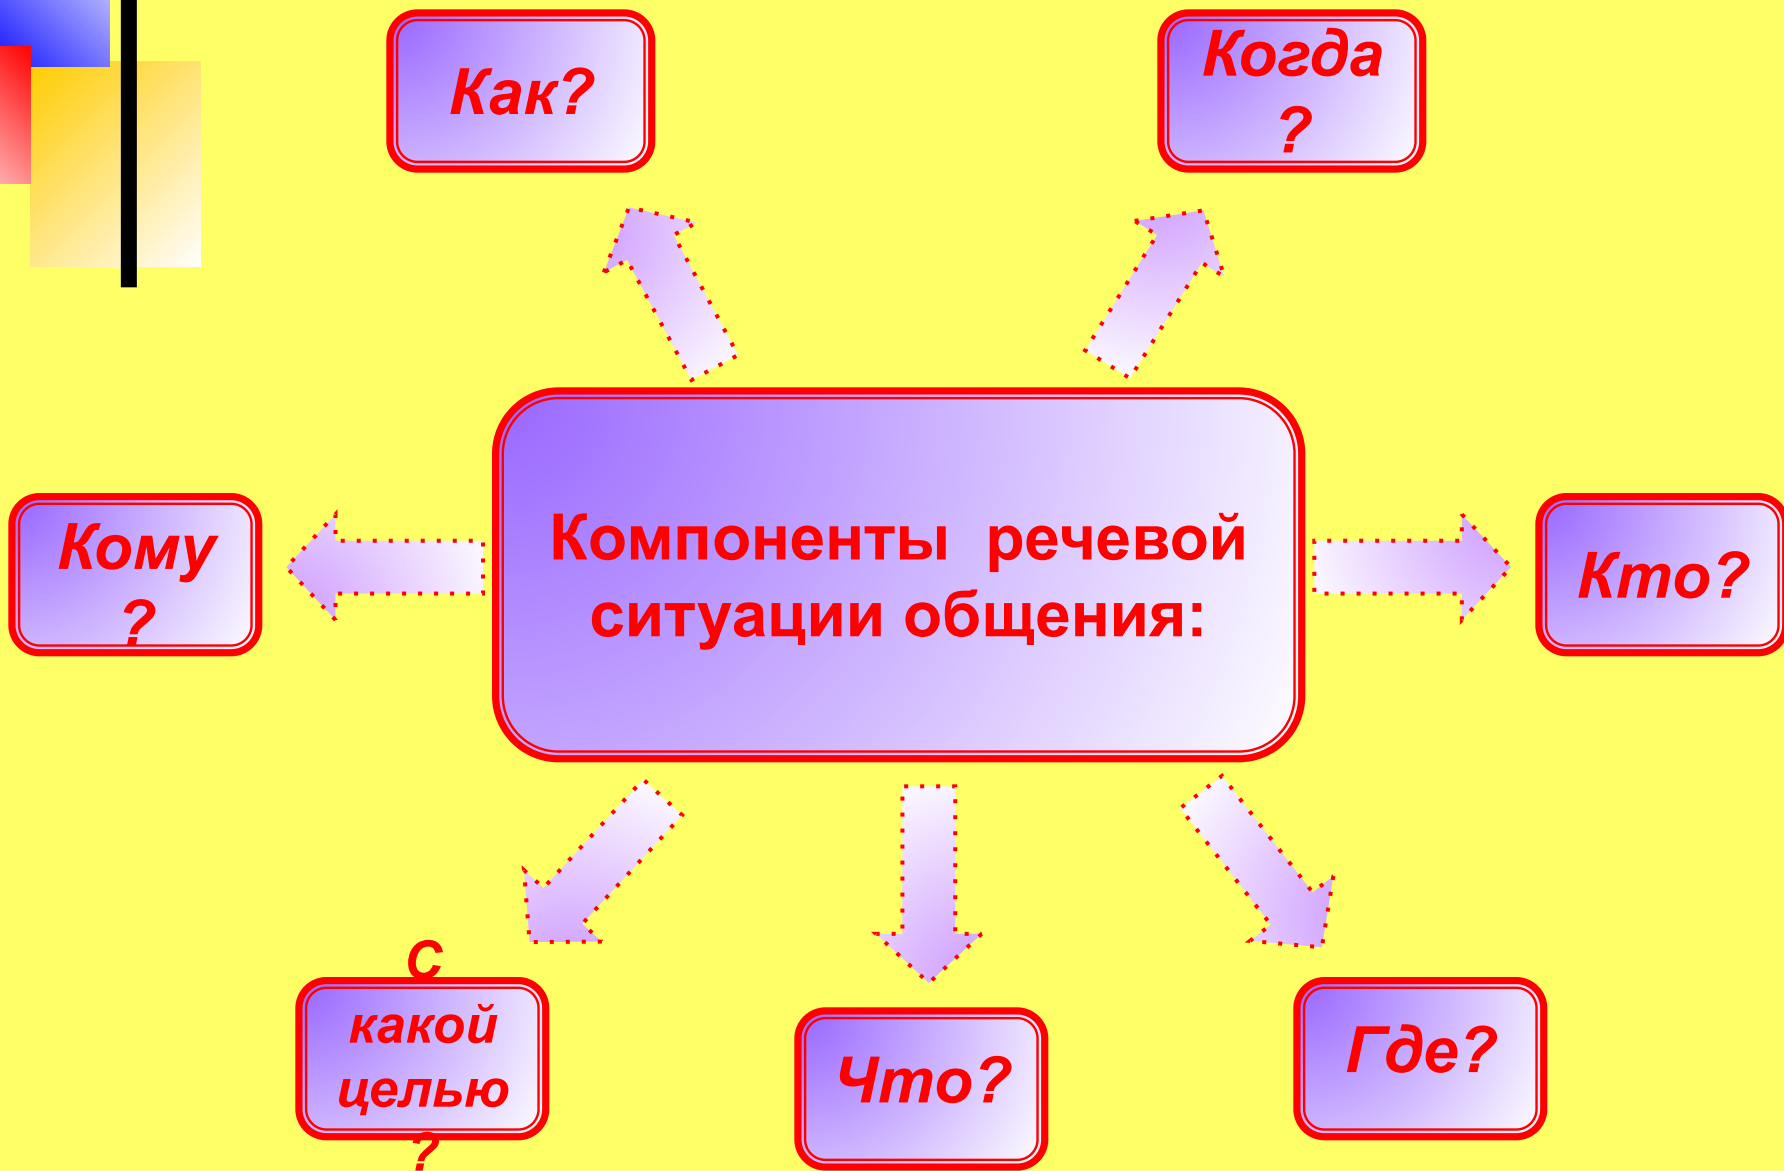 Как?
Когда
?
Кому
?
Компоненты речевой
ситуации общения:
Кто?
С
какой
целью
?
Что?
Где?